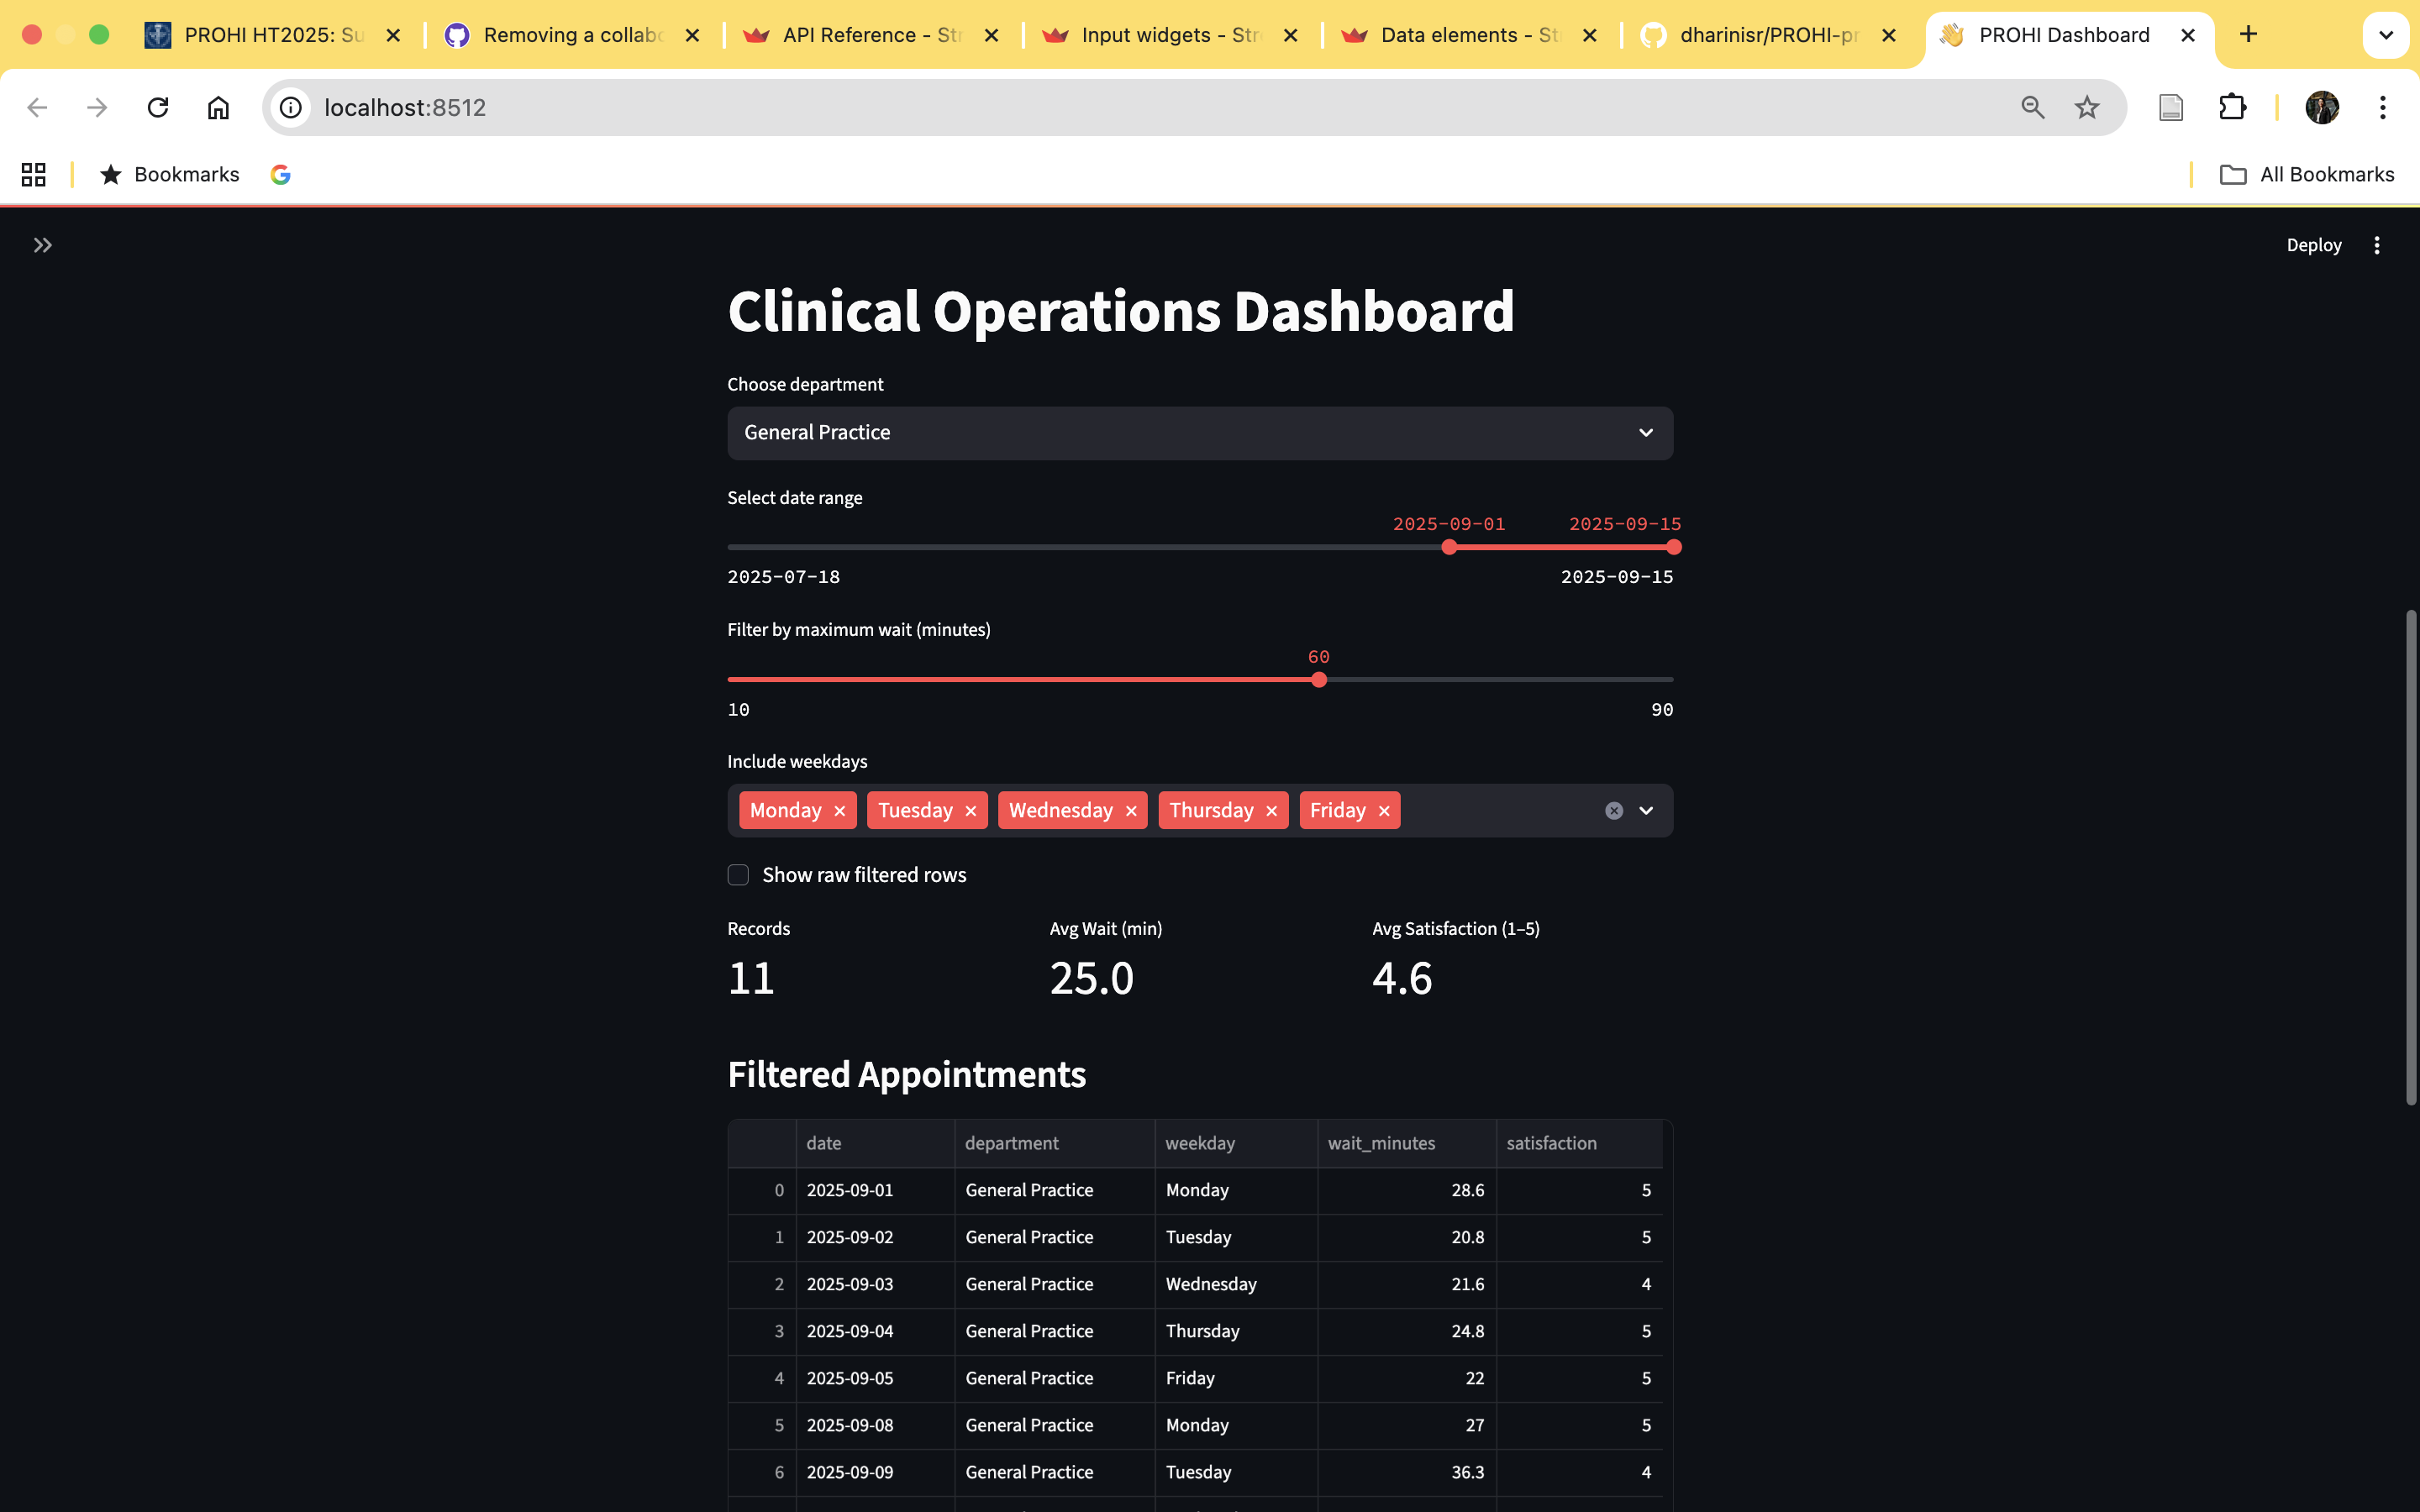 PROHI HT2025: Su
Removing a collabo
API Reference - Str
Input widgets - Stre
Data elements - St
dharinisr/PROHI-pr
PROHI Dashboard
localhost:8512
Bookmarks
All Bookmarks
Deploy
Clinical Operations Dashboard
Choose department
General Practice
Select date range
2025-09-01 2025-09-15
2025-07-18 2025-09-15
Filter by maximum wait (minutes)
60
10 90
Include weekdays
Monday Tuesday Wednesday Thursday Friday
Show raw filtered rows
Records Avg Wait (min) Avg Satisfaction (1–5)
11 25.0 4.6
Filtered Appointments
date department weekday wait_minutes satisfaction
0 2025-09-01 General Practice Monday 28.6 5
1 2025-09-02 General Practice Tuesday 20.8 5
2 2025-09-03 General Practice Wednesday 21.6 4
3 2025-09-04 General Practice Thursday 24.8 5
4 2025-09-05 General Practice Friday 22 5
5 2025-09-08 General Practice Monday 27 5
6 2025-09-09 General Practice Tuesday 36.3 4